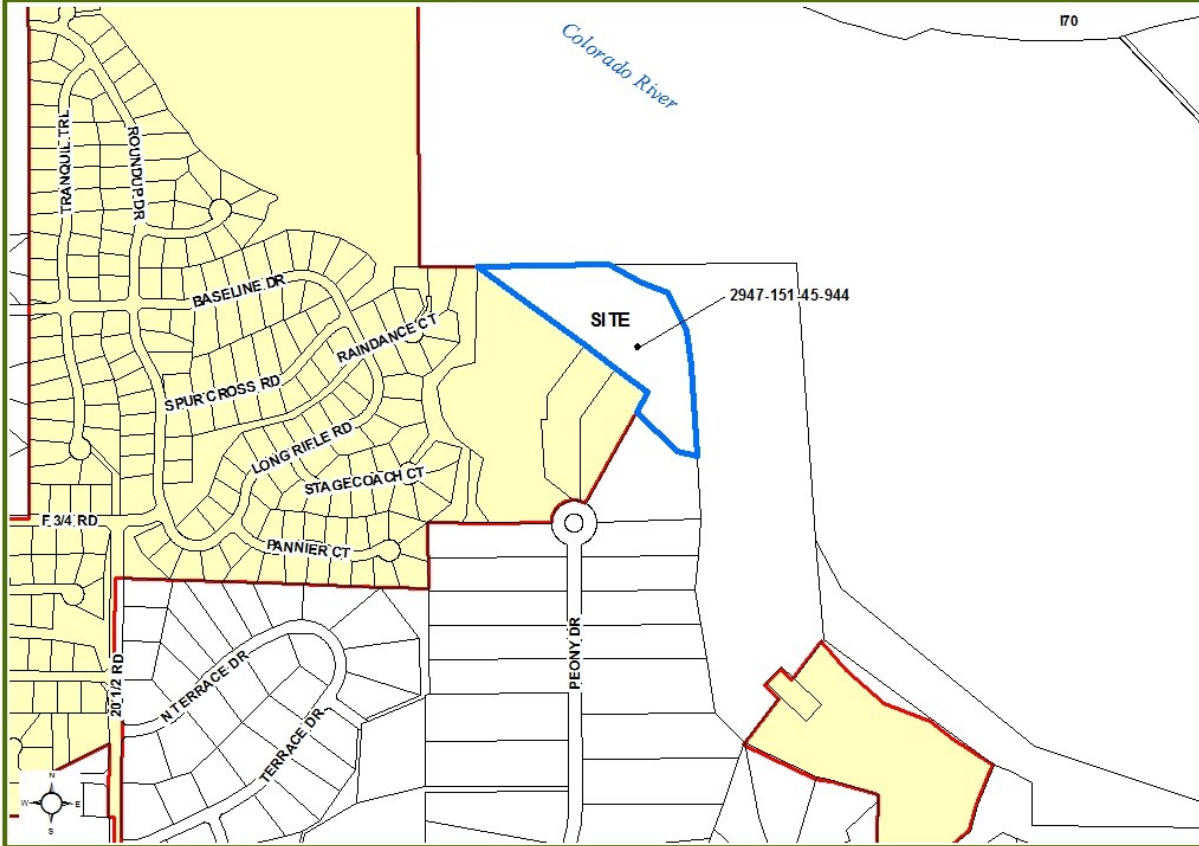 I70
Colorado River
TRANQUIL TRL
ROUNDUP DR
BASELINE DR
2947-151-45-944
SITE
RAINDANCE CT
SPUR CROSS RD
LONG RIFLE RD
STAGECOACH CT
F 3/4 RD
PANNIER CT
PEONY DR
20 1/2 RD
N TERRACE DR
TERRACE DR
N
W
E
S